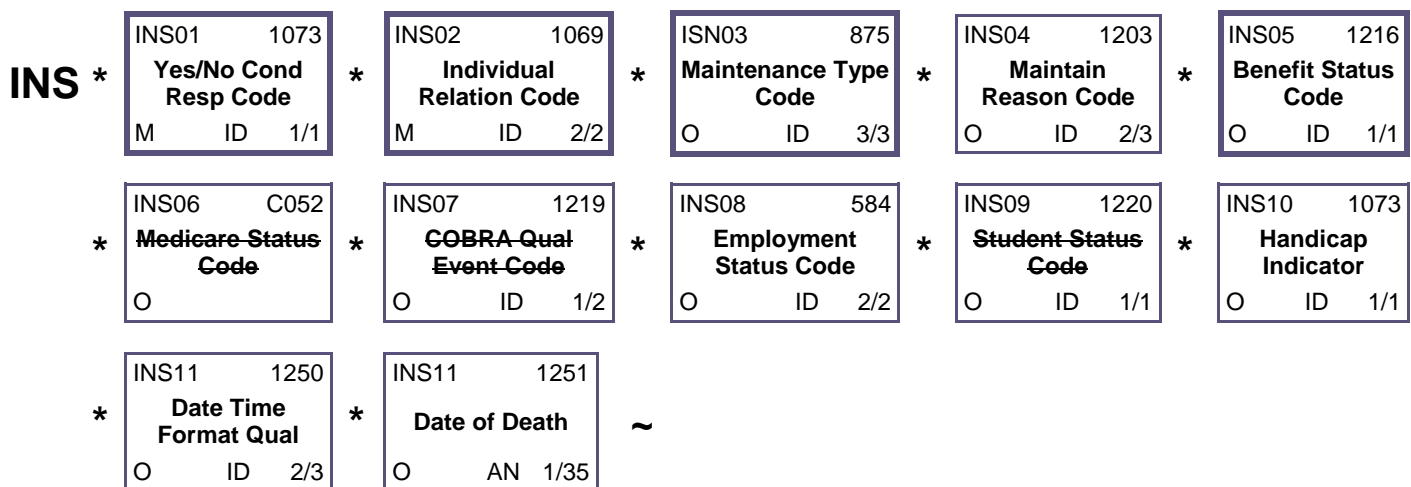 INS01 1073 INS02 1069 ISN03 875 INS04 1203 INS05 1216
INS * Yes/No Cond * Individual * Maintenance Type * Maintain * Benefit Status
Resp Code Relation Code Code Reason Code Code
M ID 1/1 M ID 2/2 O ID 3/3 O ID 2/3 O ID 1/1
INS06 C052 INS07 1219 INS08 584 INS09 1220 INS10 1073
* Medicare Status * COBRA Qual * Employment * Student Status * Handicap
Code Event Code Status Code Code Indicator
O O ID 1/2 O ID 2/2 O ID 1/1 O ID 1/1
INS11 1250 INS11 1251
* Date Time * Date of Death ~
Format Qual
O ID 2/3 O AN 1/35